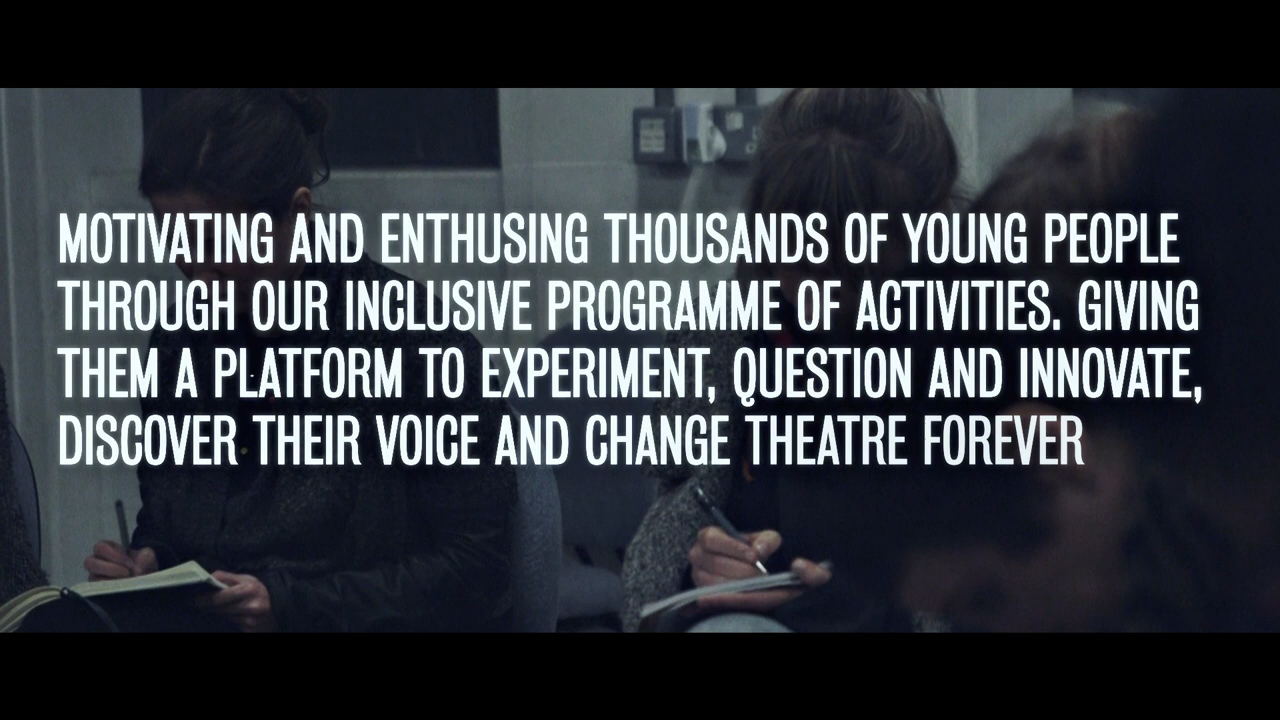 MOTIVATING AND ENTHUSING THOUSANDS OF YOUNG PEOPLE
THROUGH OUR INCLUSIVE PROGRAMME OF ACTIVITIES. GIVING
THEM A PLATFORM TO EXPERIMENT, QUESTION AND INNOVATE,
DISCOVER THEIR VOICE AND CHANGE THEATRE FOREVER